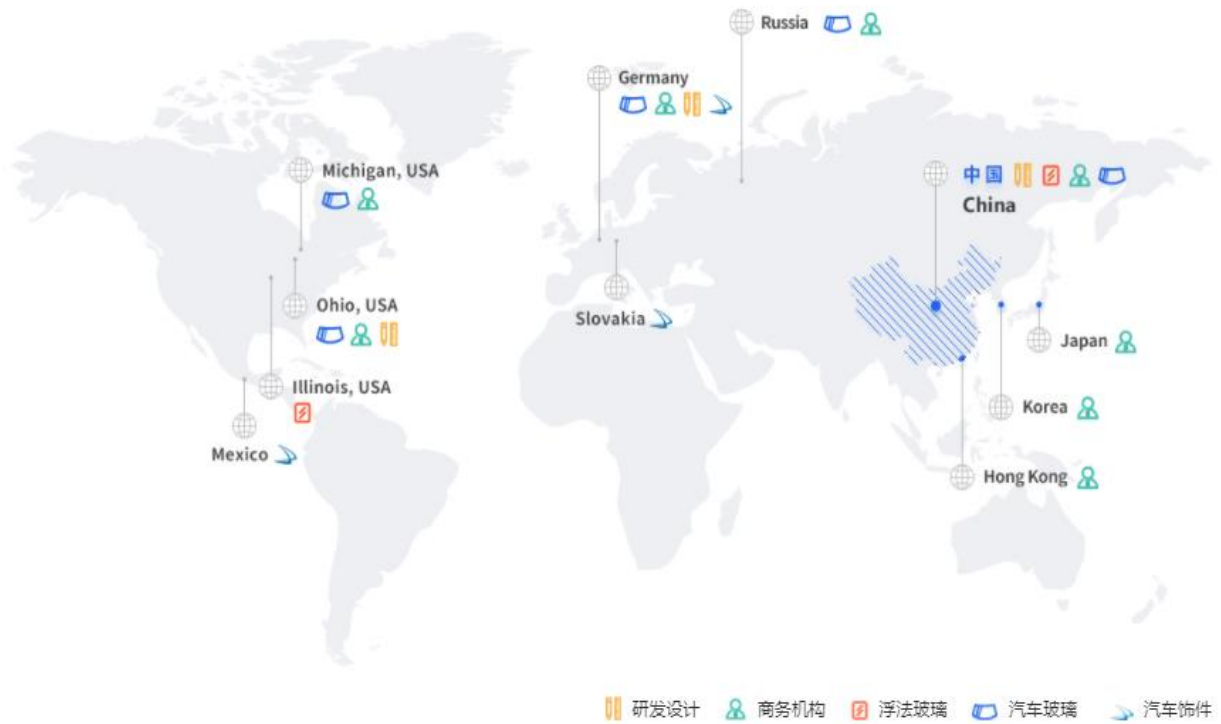 Russia
Germany
Michigan, USA
中国
China
Ohio, USA
Slovakia
Japan
Illinois, USA
Korea
Mexico
Hong Kong
研发设计 商务机构 浮法玻璃 汽车玻璃 汽车饰件